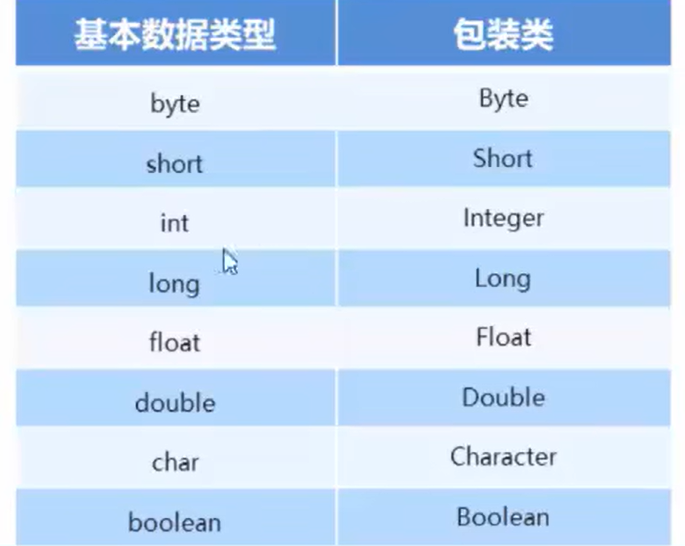 基本数据类型 包装类
byte Byte
short Short
int Integer
long Long
float Float
double Double
char Character
boolean Boolean